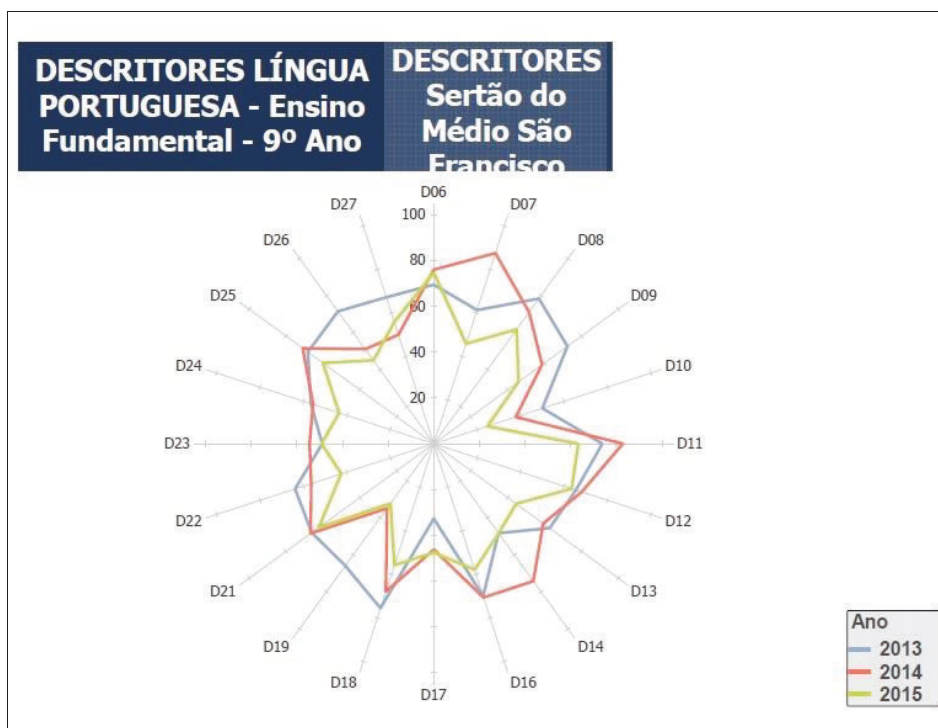 DESCRITORES LÍNGUA
PORTUGUESA - Ensino
Fundamental - 9º Ano
DESCRITORES
Sertão do
Médio São
Francisco
D06
D07
D08
D09
D10
D11
D12
D13
D14
D16
D17
D18
D19
D21
D22
D23
D24
D25
D26
D27
100
80
60
40
20
Ano
2013
2014
2015